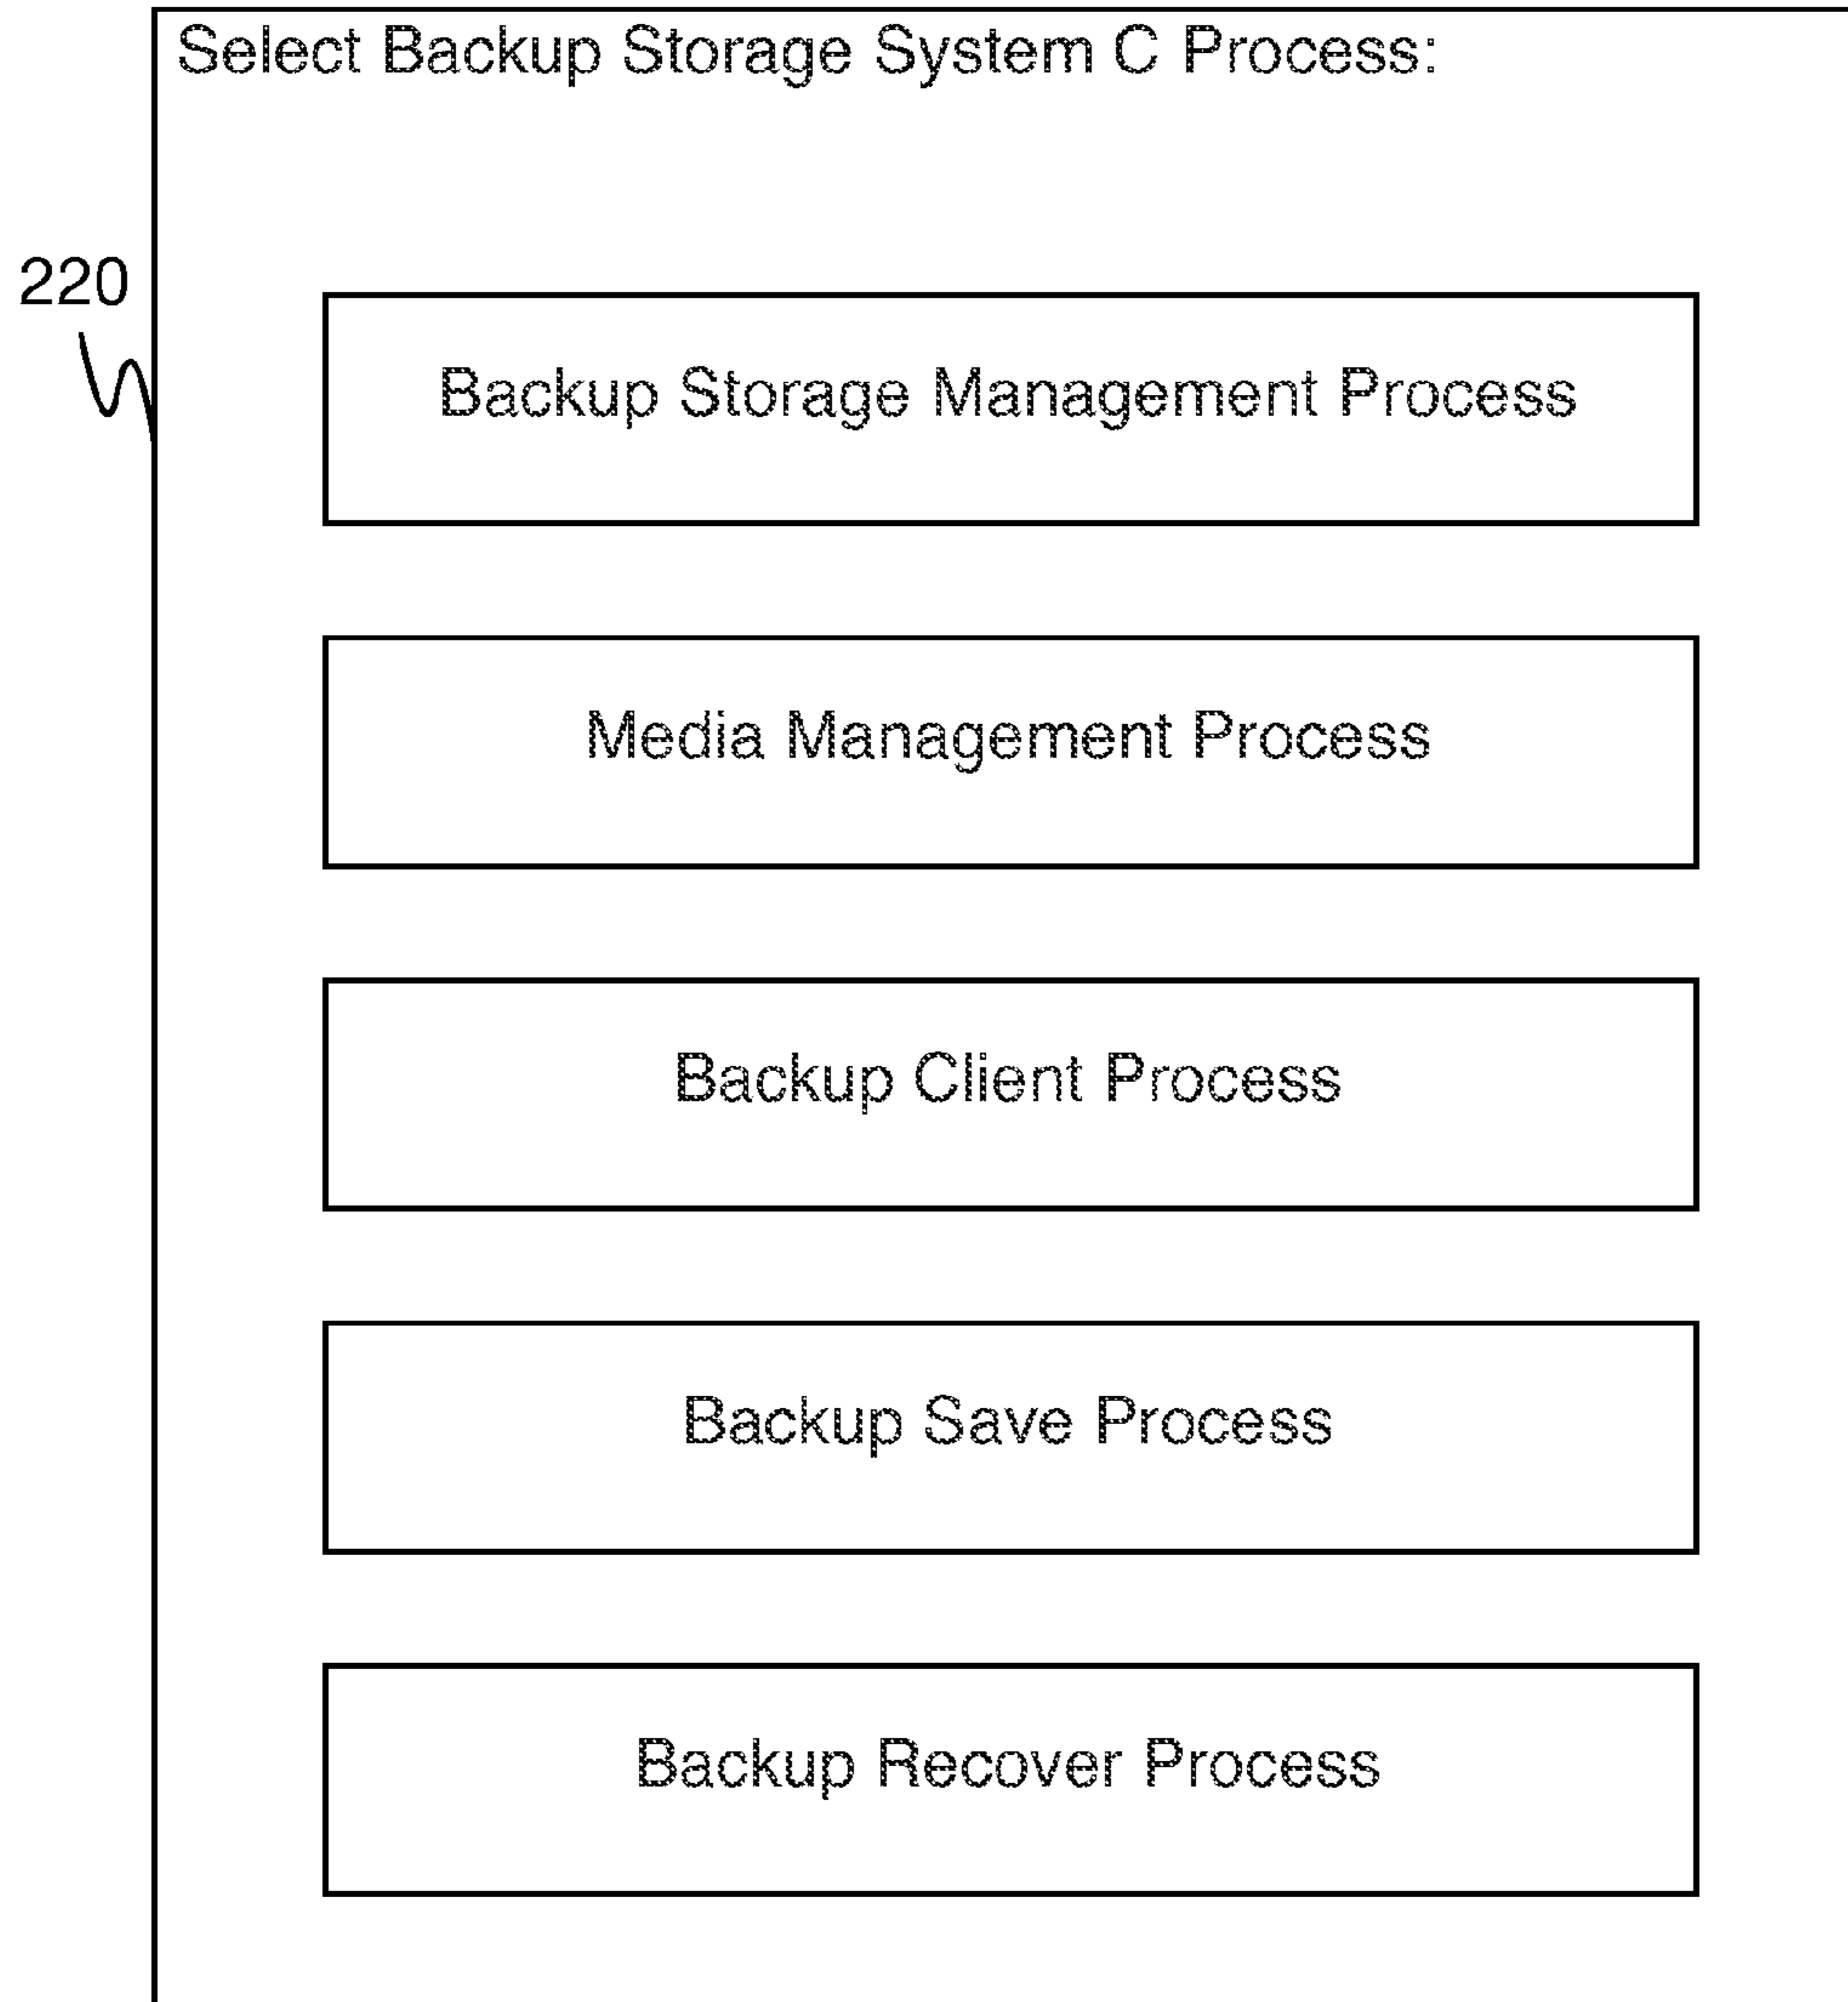 Select Backup Storage System C Process:
220
Backup Storage Management Process
Media Management Process
Backup Client Process
Backup Save Process
Backup Recover Process